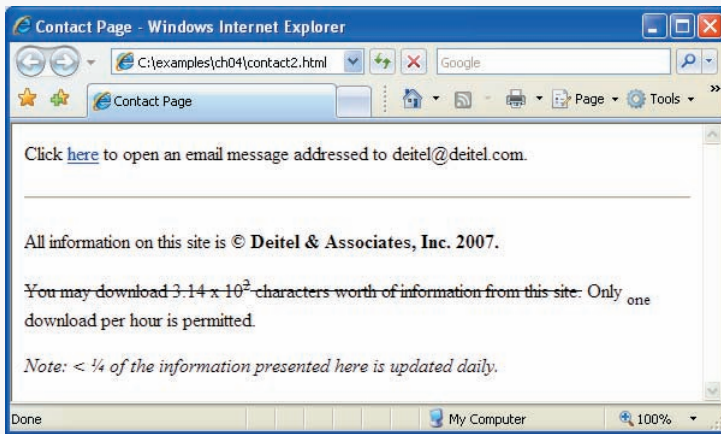 Contact Page - Windows Internet Explorer
C:\examples\ch04\contact2.html
Google
Contact Page
Page
Tools
»
Click here to open an email message addressed to deitel@deitel.com.
All information on this site is © Deitel & Associates, Inc. 2007.
You may download 3.14 x 10² characters worth of information from this site. Only one
download per hour is permitted.
Note: < ¼ of the information presented here is updated daily.
Done
My Computer
100%